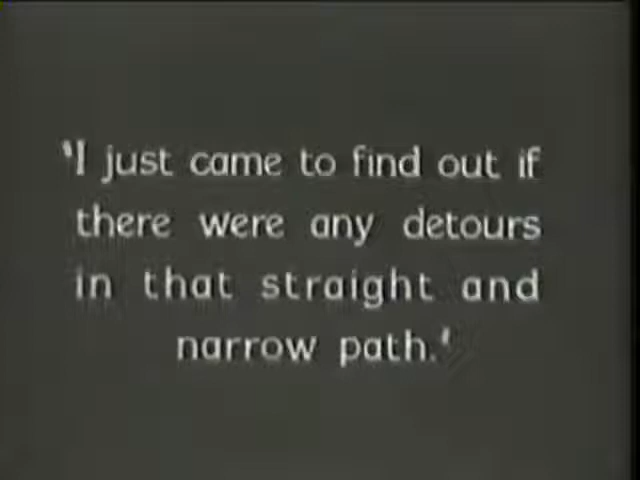 'I just came to find out if
there were any detours
in that straight and
narrow path.'